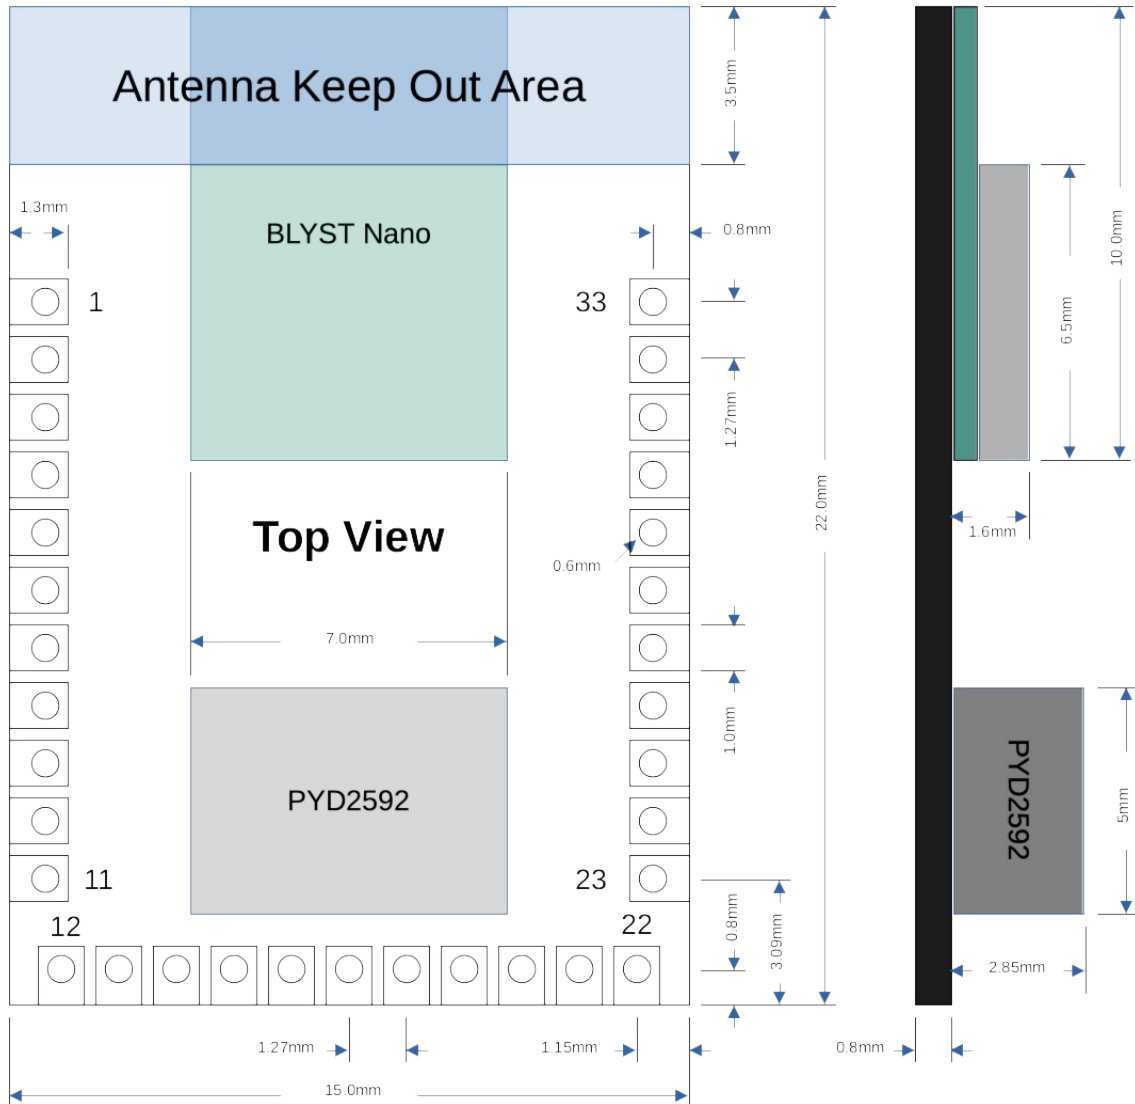 Antenna Keep Out Area
3.5mm
1.3mm
BLYST Nano
0.8mm
10.0mm
1
33
6.5mm
1.27mm
22.0mm
Top View
1.6mm
0.6mm
7.0mm
1.0mm
PYD2592
PYD2592
5mm
11
23
12
22
0.8mm
3.09mm
2.85mm
1.27mm
1.15mm
0.8mm
15.0mm